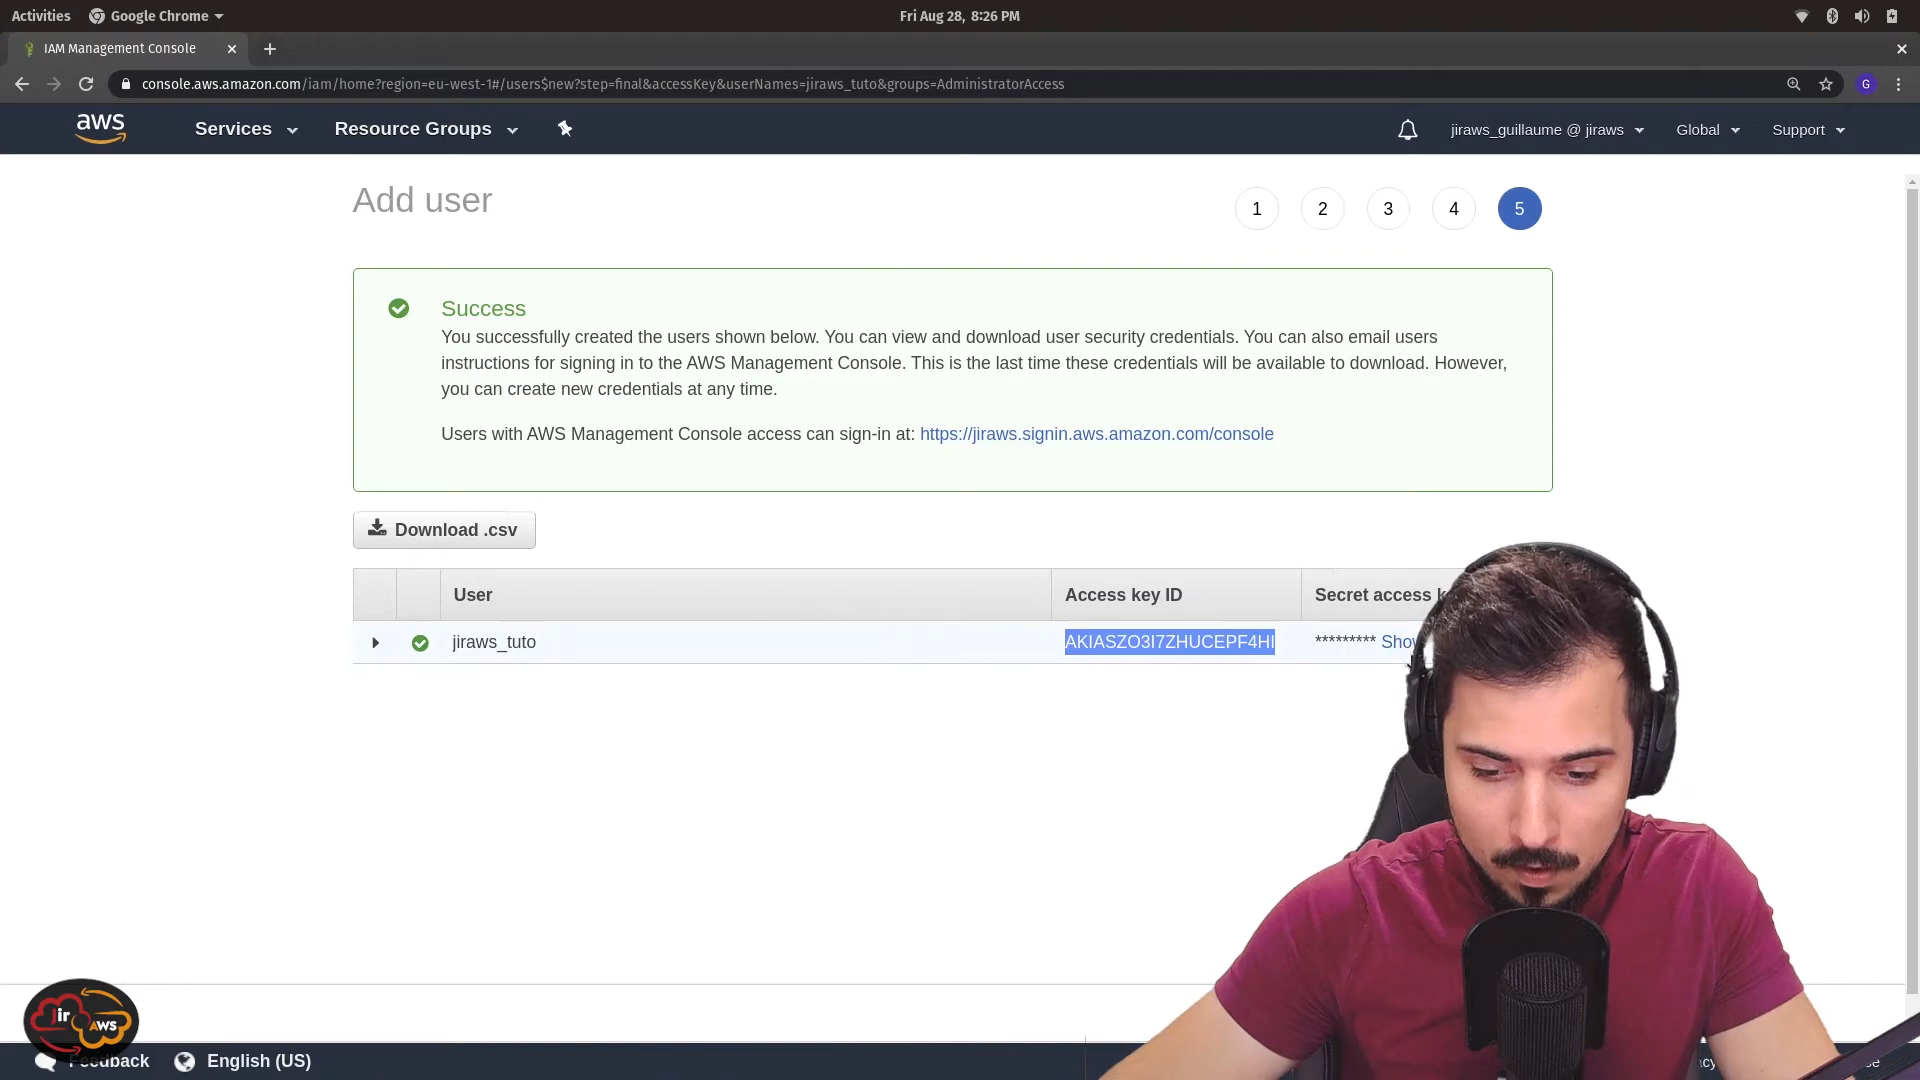 Activities
Google Chrome
Fri Aug 28, 8:26 PM
IAM Management Console
console.aws.amazon.com/iam/home?region=eu-west-1#/users$new?step=final&accessKey&userNames=jiraws_tuto&groups=AdministratorAccess
G
aws
Services
Resource Groups
jiraws_guillaume @ jiraws
Global
Support
Add user
1 2 3 4 5
Success
You successfully created the users shown below. You can view and download user security credentials. You can also email users
instructions for signing in to the AWS Management Console. This is the last time these credentials will be available to download. However,
you can create new credentials at any time.
Users with AWS Management Console access can sign-in at: https://jiraws.signin.aws.amazon.com/console
Download .csv
User
Access key ID
Secret access
jiraws_tuto
AKIASZO3I7ZHUCEPF4HI
********* Show
Jir AWS
Feedback
English (US)